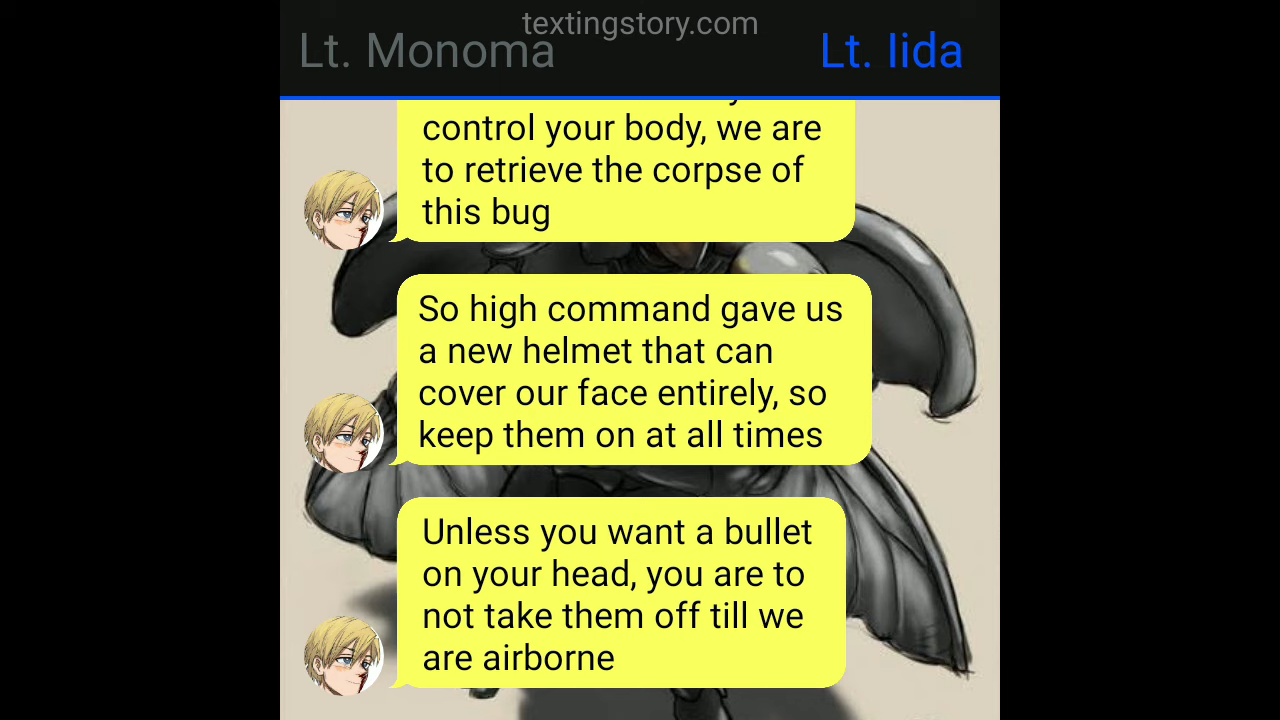 textingstory.com
Lt. Monoma
Lt. Iida
control your body, we are
to retrieve the corpse of
this bug
So high command gave us
a new helmet that can
cover our face entirely, so
keep them on at all times
Unless you want a bullet
on your head, you are to
not take them off till we
are airborne